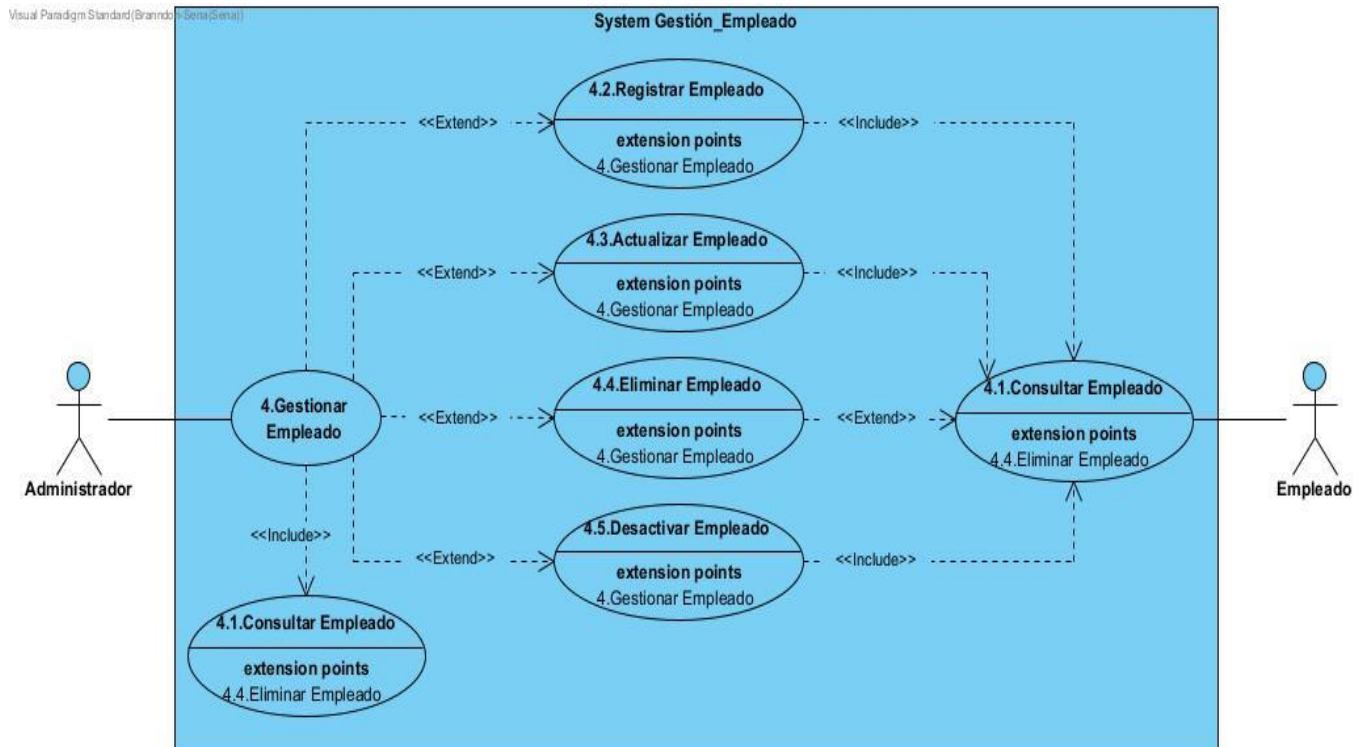 Visual Paradigm Standard(Branndon-Sena(Sena))
System Gestión_Empleado
4.2.Registrar Empleado
extension points
4.Gestionar Empleado
<<Extend>>
<<Include>>
4.3.Actualizar Empleado
extension points
4.Gestionar Empleado
<<Extend>>
<<Include>>
4.Gestionar
Empleado
Administrador
4.4.Eliminar Empleado
extension points
4.Gestionar Empleado
<<Extend>>
<<Extend>>
4.1.Consultar Empleado
extension points
4.4.Eliminar Empleado
Empleado
4.5.Desactivar Empleado
extension points
4.Gestionar Empleado
<<Extend>>
<<Include>>
<<Include>>
4.1.Consultar Empleado
extension points
4.4.Eliminar Empleado